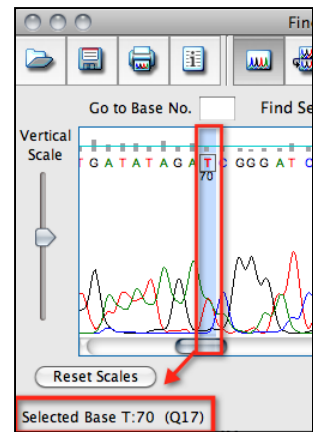 Fin
Go to Base No. Find Se
Vertical
Scale
T G A T A T A G A T C G G G A T C
70
Reset Scales
Selected Base T:70 (Q17)